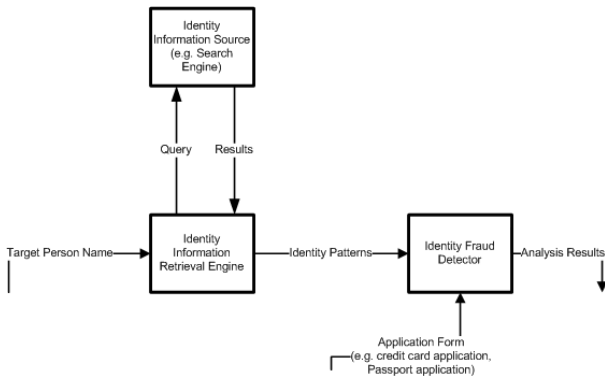 Identity
Information Source
(e.g. Search
Engine)
Query
Results
Target Person Name
Identity
Information
Retrieval Engine
Identity Patterns
Identity Fraud
Detector
Analysis Results
Application Form
(e.g. credit card application,
Passport application)